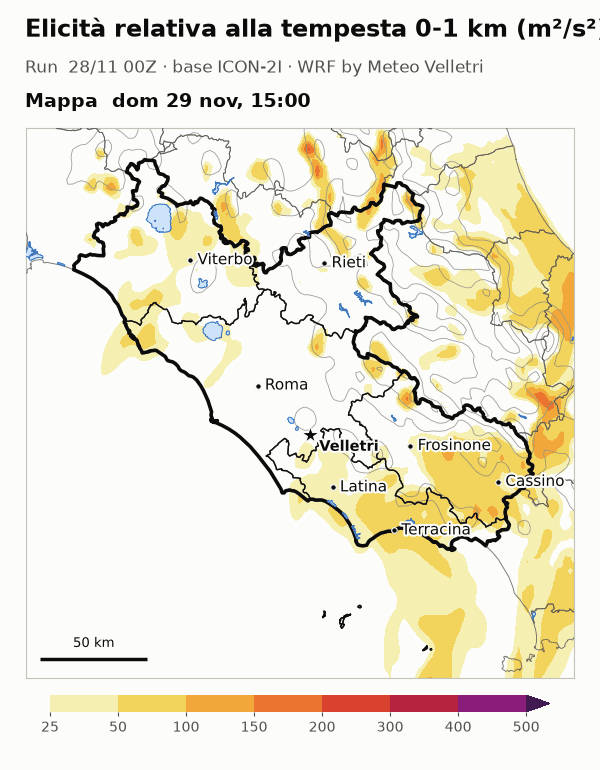 Elicità relativa alla tempesta 0-1 km (m²/s²)
Run  28/11 00Z · base ICON-2I · WRF by Meteo Velletri
Mappa  dom 29 nov, 15:00
Viterbo
Rieti
Roma
Velletri
Frosinone
Cassino
Latina
Terracina
50 km
25 50 100 150 200 300 400 500